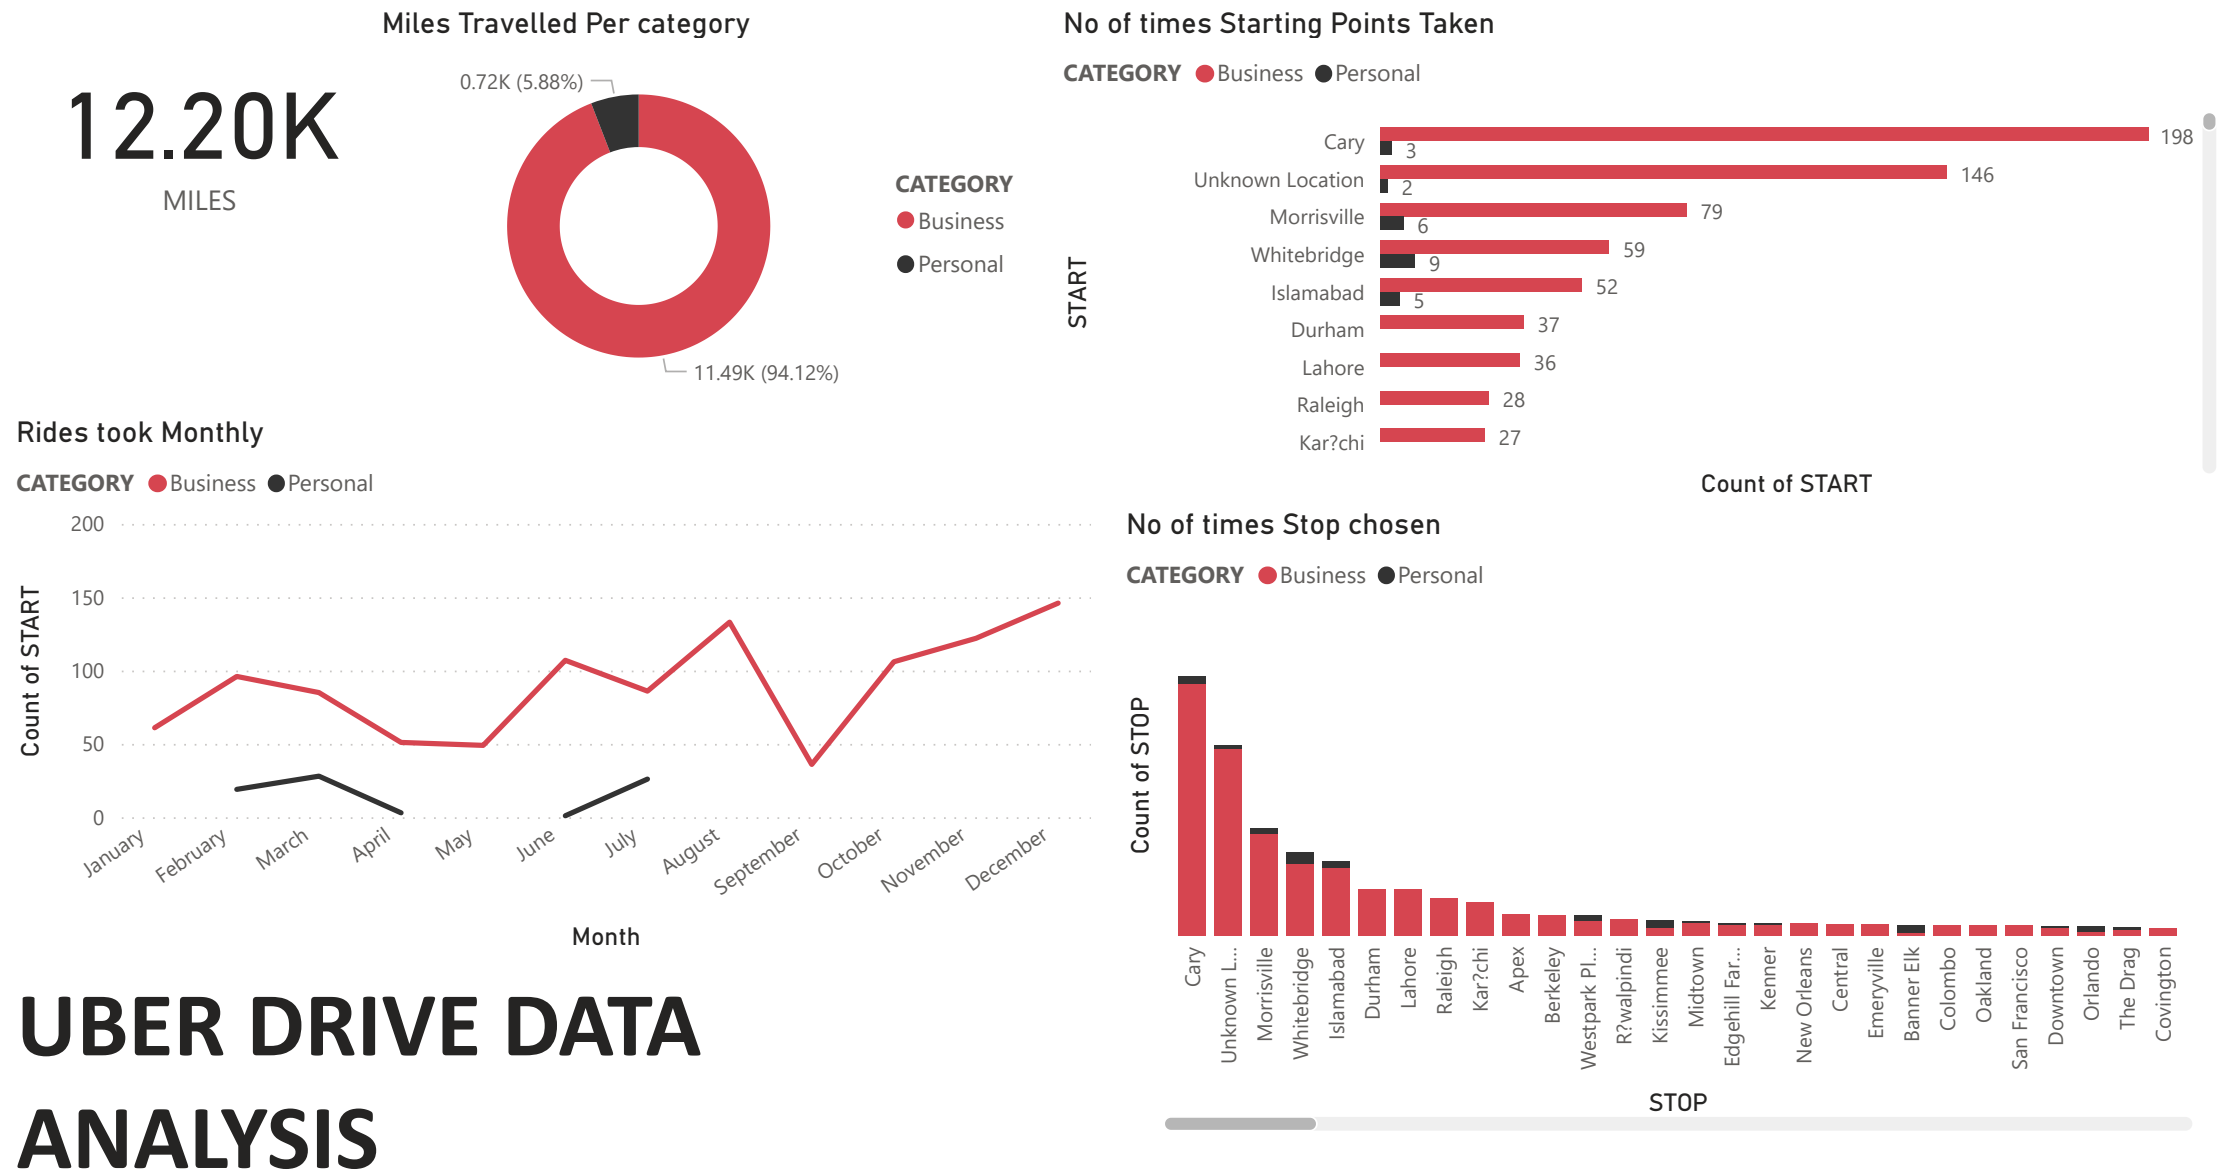 Miles Travelled Per category
12.20K
MILES
0.72K (5.88%)
11.49K (94.12%)
CATEGORY
Business
Personal
No of times Starting Points Taken
CATEGORY Business Personal
START
Cary 198
3
Unknown Location 146
2
Morrisville 79
6
Whitebridge 59
9
Islamabad 52
5
Durham 37
Lahore 36
Raleigh 28
Kar?chi 27
Count of START
Rides took Monthly
CATEGORY Business Personal
Count of START
200
150
100
50
0
January
February
March
April
May
June
July
August
September
October
November
December
Month
No of times Stop chosen
CATEGORY Business Personal
Count of STOP
Cary
Unknown L...
Morrisville
Whitebridge
Islamabad
Durham
Lahore
Raleigh
Kar?chi
Apex
Berkeley
Westpark Pl...
R?walpindi
Kissimmee
Midtown
Edgehill Far...
Kenner
New Orleans
Central
Emeryville
Banner Elk
Colombo
Oakland
San Francisco
Downtown
Orlando
The Drag
Covington
STOP
UBER DRIVE DATA
ANALYSIS